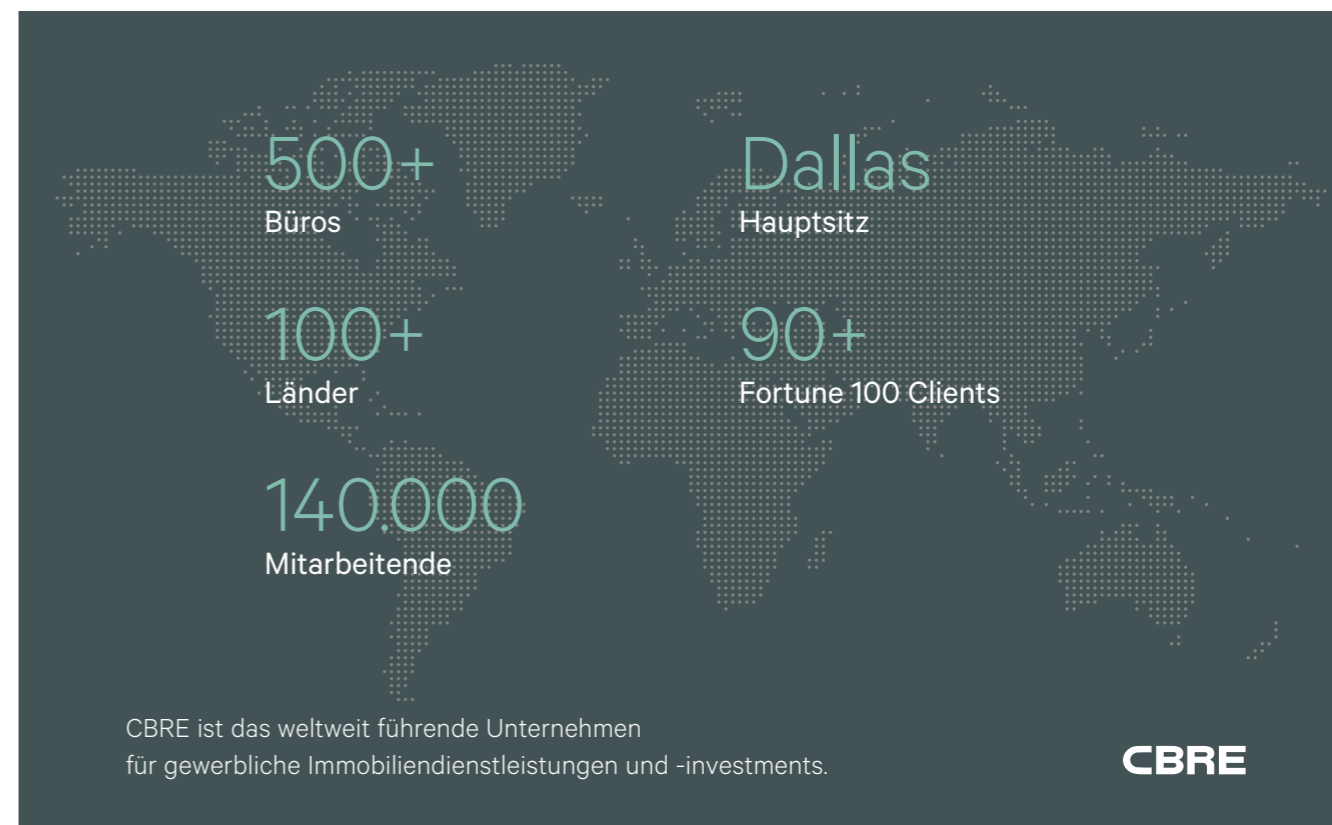 500+
Büros
100+
Länder
140.000
Mitarbeitende
Dallas
Hauptsitz
90+
Fortune 100 Clients
CBRE ist das weltweit führende Unternehmen
für gewerbliche Immobiliendienstleistungen und -investments.
CBRE